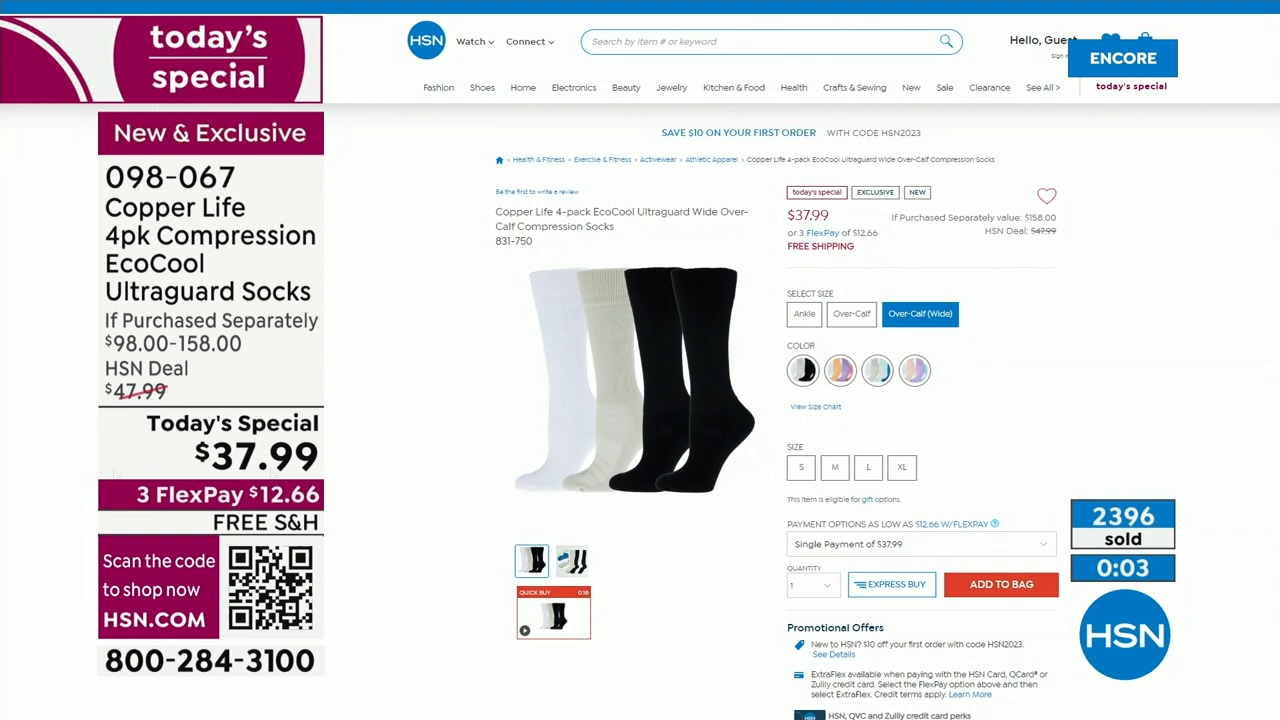 today's
special
New & Exclusive
098-067
Copper Life
4pk Compression
EcoCool
Ultraguard Socks
If Purchased Separately
$98.00-158.00
HSN Deal
$47.99
Today's Special
$37.99
3 FlexPay $12.66
FREE S&H
Scan the code
to shop now
HSN.COM
800-284-3100
HSN
Watch
Connect
Search by item # or keyword
Hello, Guest
Sign in
ENCORE
today's special
Fashion
Shoes
Home
Electronics
Beauty
Jewelry
Kitchen & Food
Health
Crafts & Sewing
New
Sale
Clearance
See All >
SAVE $10 ON YOUR FIRST ORDER WITH CODE HSN2023
> Health & Fitness > Exercise & Fitness > Activewear > Athletic Apparel > Copper Life 4-pack EcoCool Ultraguard Wide Over-Calf Compression Socks
Be the first to write a review
Copper Life 4-pack EcoCool Ultraguard Wide Over-
Calf Compression Socks
831-750
QUICK BUY 0:18
today's special
EXCLUSIVE
NEW
$37.99
If Purchased Separately value: $158.00
or 3 FlexPay of $12.66
HSN Deal: $47.99
FREE SHIPPING
SELECT SIZE
Ankle
Over-Calf
Over-Calf (Wide)
COLOR
View Size Chart
SIZE
S
M
L
XL
This item is eligible for gift options.
PAYMENT OPTIONS AS LOW AS $12.66 W/FLEXPAY
Single Payment of $37.99
QUANTITY
1
EXPRESS BUY
ADD TO BAG
Promotional Offers
New to HSN? $10 off your first order with code HSN2023.
See Details
ExtraFlex available when paying with the HSN Card, QCard® or
Zulily credit card. Select the FlexPay option above and then
select ExtraFlex. Credit terms apply. Learn More
HSN, QVC and Zulily credit card perks
2396
sold
0:03
HSN